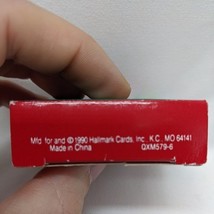 Mfd. for and © 1990 Hallmark Cards, Inc. K.C., MO 64141
Made in China QXM579-6